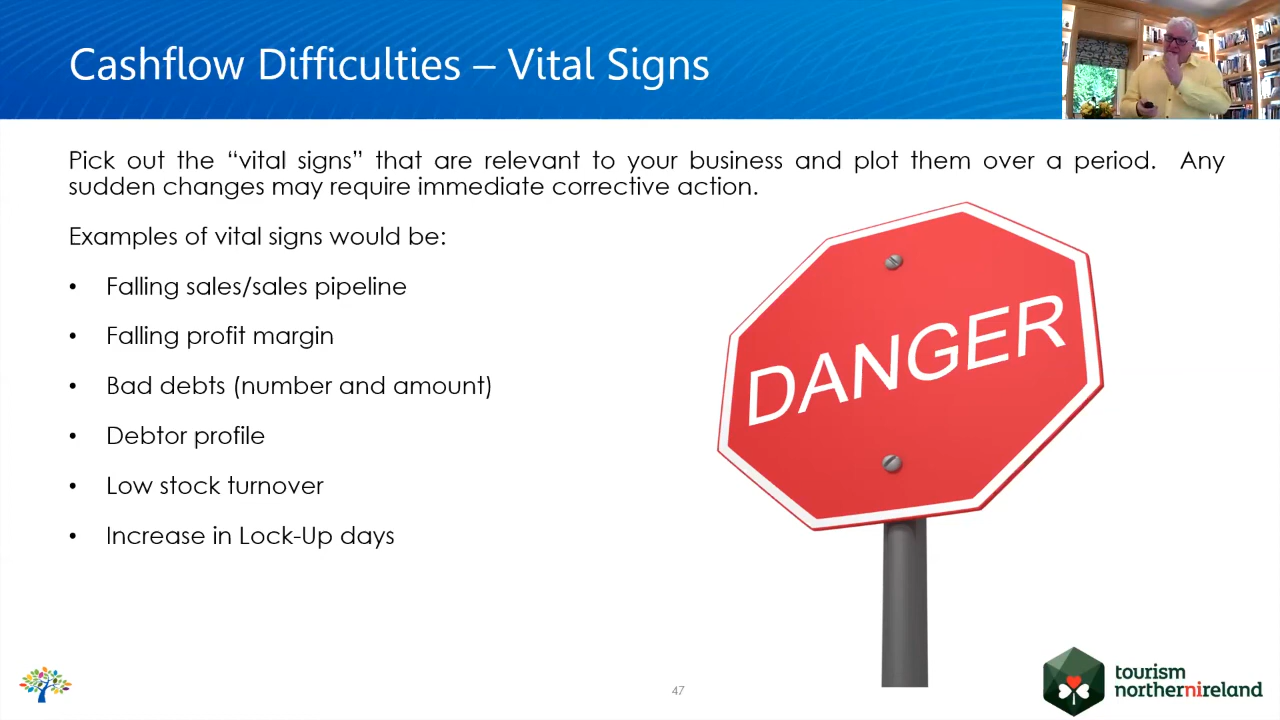 Cashflow Difficulties – Vital Signs
Pick out the “vital signs” that are relevant to your business and plot them over a period. Any
sudden changes may require immediate corrective action.
Examples of vital signs would be:
• Falling sales/sales pipeline
• Falling profit margin
• Bad debts (number and amount)
• Debtor profile
• Low stock turnover
• Increase in Lock-Up days
DANGER
47
tourism
northernireland